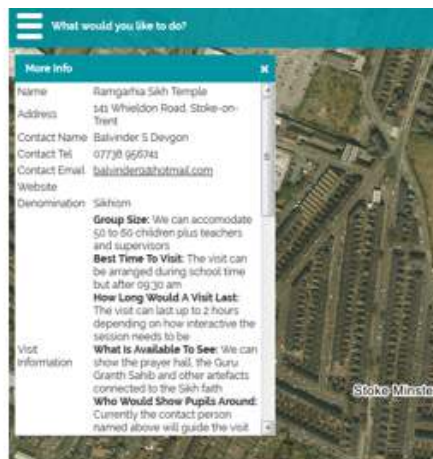 What would you like to do?
More Info
Name Ramgarhia Sikh Temple
Address 141 Whieldon Road, Stoke-on-
Trent
Contact Name Balvinder S Devgon
Contact Tel 07738 956741
Contact Email balvinder11@hotmail.com
Website
Denomination Sikhism
Group Size: We can accomodate
50 to 60 children plus teachers
and supervisors
Best Time To Visit: The visit can
be arranged during school time
but after 09:30 am
How Long Would A Visit Last:
The visit can last up to 2 hours
depending on how interactive the
session needs to be
Visit Information
What Is Available To See: We can
show the prayer hall, the Guru
Granth Sahib and other artefacts
connected to the Sikh faith
Who Would Show Pupils Around:
Currently the contact person
named above will guide the visit
Stoke Minste